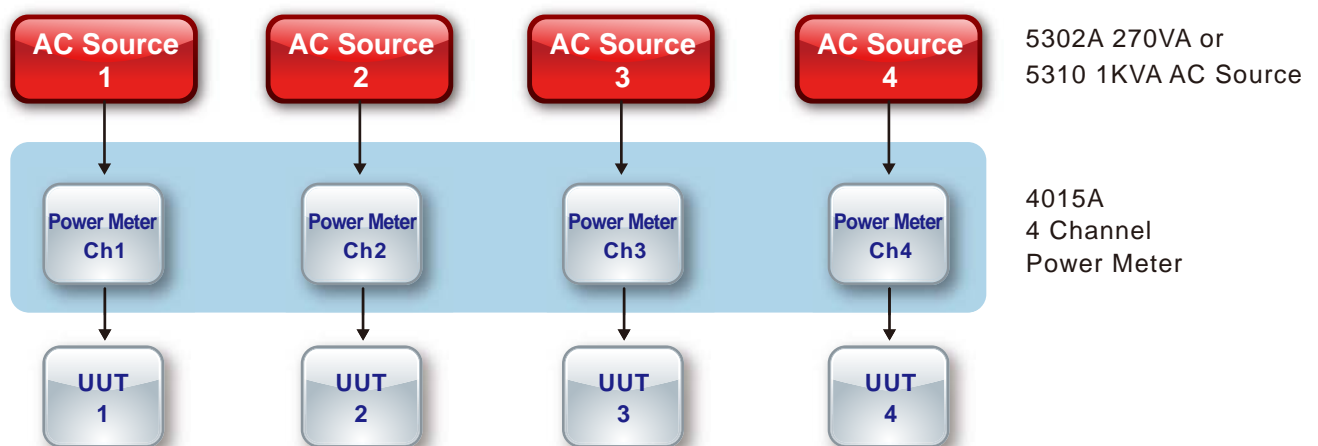 AC Source
1
AC Source
2
AC Source
3
AC Source
4
5302A 270VA or
5310 1KVA AC Source
Power Meter
Ch1
Power Meter
Ch2
Power Meter
Ch3
Power Meter
Ch4
4015A
4 Channel
Power Meter
UUT
1
UUT
2
UUT
3
UUT
4